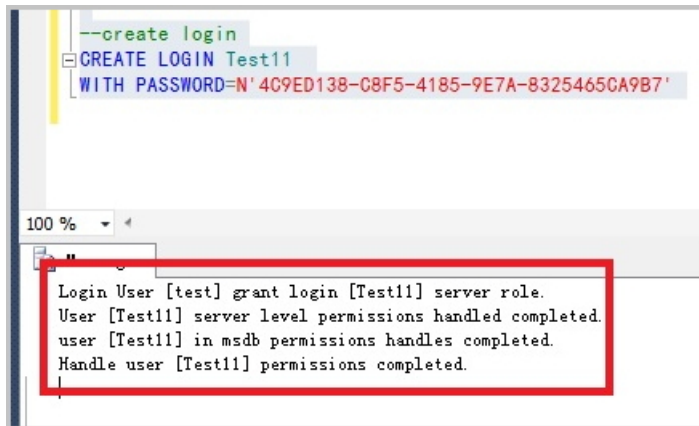 --create login
CREATE LOGIN Test11
WITH PASSWORD=N'4C9ED138-C8F5-4185-9E7A-8325465CA9B7'
100 %
Login User [test] grant login [Test11] server role.
User [Test11] server level permissions handled completed.
user [Test11] in msdb permissions handles completed.
Handle user [Test11] permissions completed.